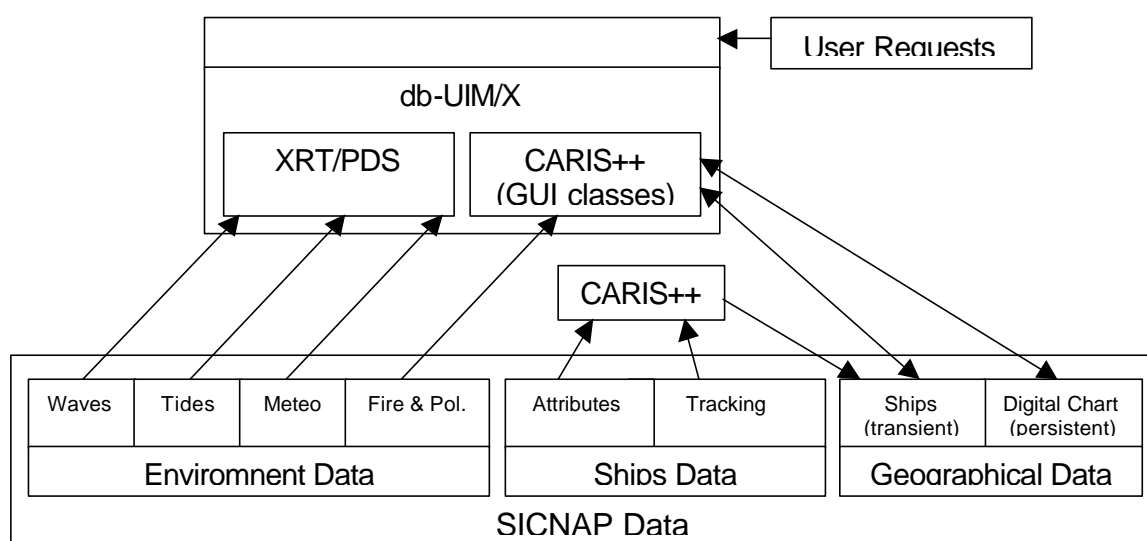 User Requests
db-UIM/X
XRT/PDS
CARIS++
(GUI classes)
CARIS++
Waves
Tides
Meteo
Fire & Pol.
Attributes
Tracking
Ships
(transient)
Digital Chart
(persistent)
Enviromnent Data
Ships Data
Geographical Data
SICNAP Data